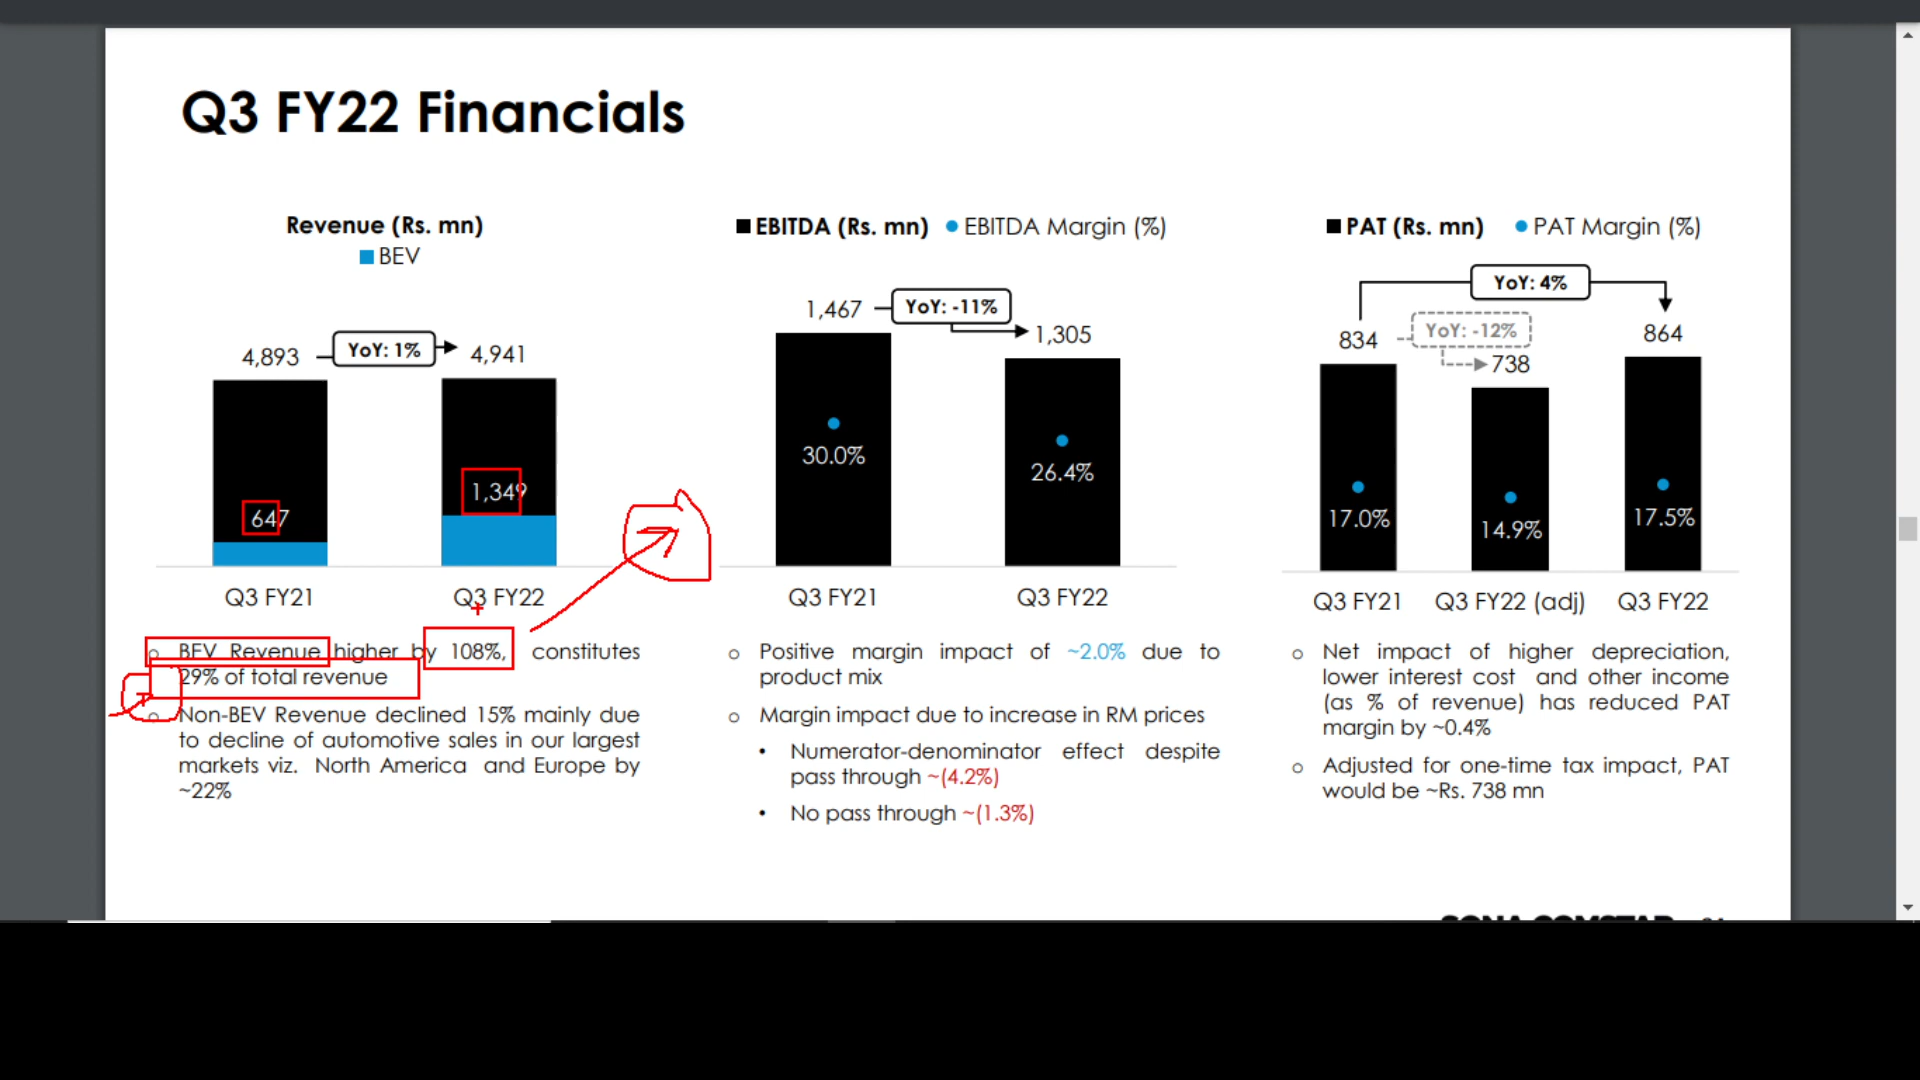 Q3 FY22 Financials
Revenue (Rs. mn)
BEV
4,893
YoY: 1%
4,941
647
1,349
Q3 FY21
Q3 FY22
BEV Revenue higher by 108%, constitutes
29% of total revenue
Non-BEV Revenue declined 15% mainly due
to decline of automotive sales in our largest
markets viz. North America and Europe by
~22%
EBITDA (Rs. mn) EBITDA Margin (%)
1,467
YoY: -11%
1,305
30.0%
26.4%
Q3 FY21
Q3 FY22
Positive margin impact of ~2.0% due to
product mix
Margin impact due to increase in RM prices
Numerator-denominator effect despite
pass through ~(4.2%)
No pass through ~(1.3%)
PAT (Rs. mn) PAT Margin (%)
YoY: 4%
834
YoY: -12%
738
864
17.0%
14.9%
17.5%
Q3 FY21
Q3 FY22 (adj)
Q3 FY22
Net impact of higher depreciation,
lower interest cost and other income
(as % of revenue) has reduced PAT
margin by ~0.4%
Adjusted for one-time tax impact, PAT
would be ~Rs. 738 mn
SONA COMSTAR